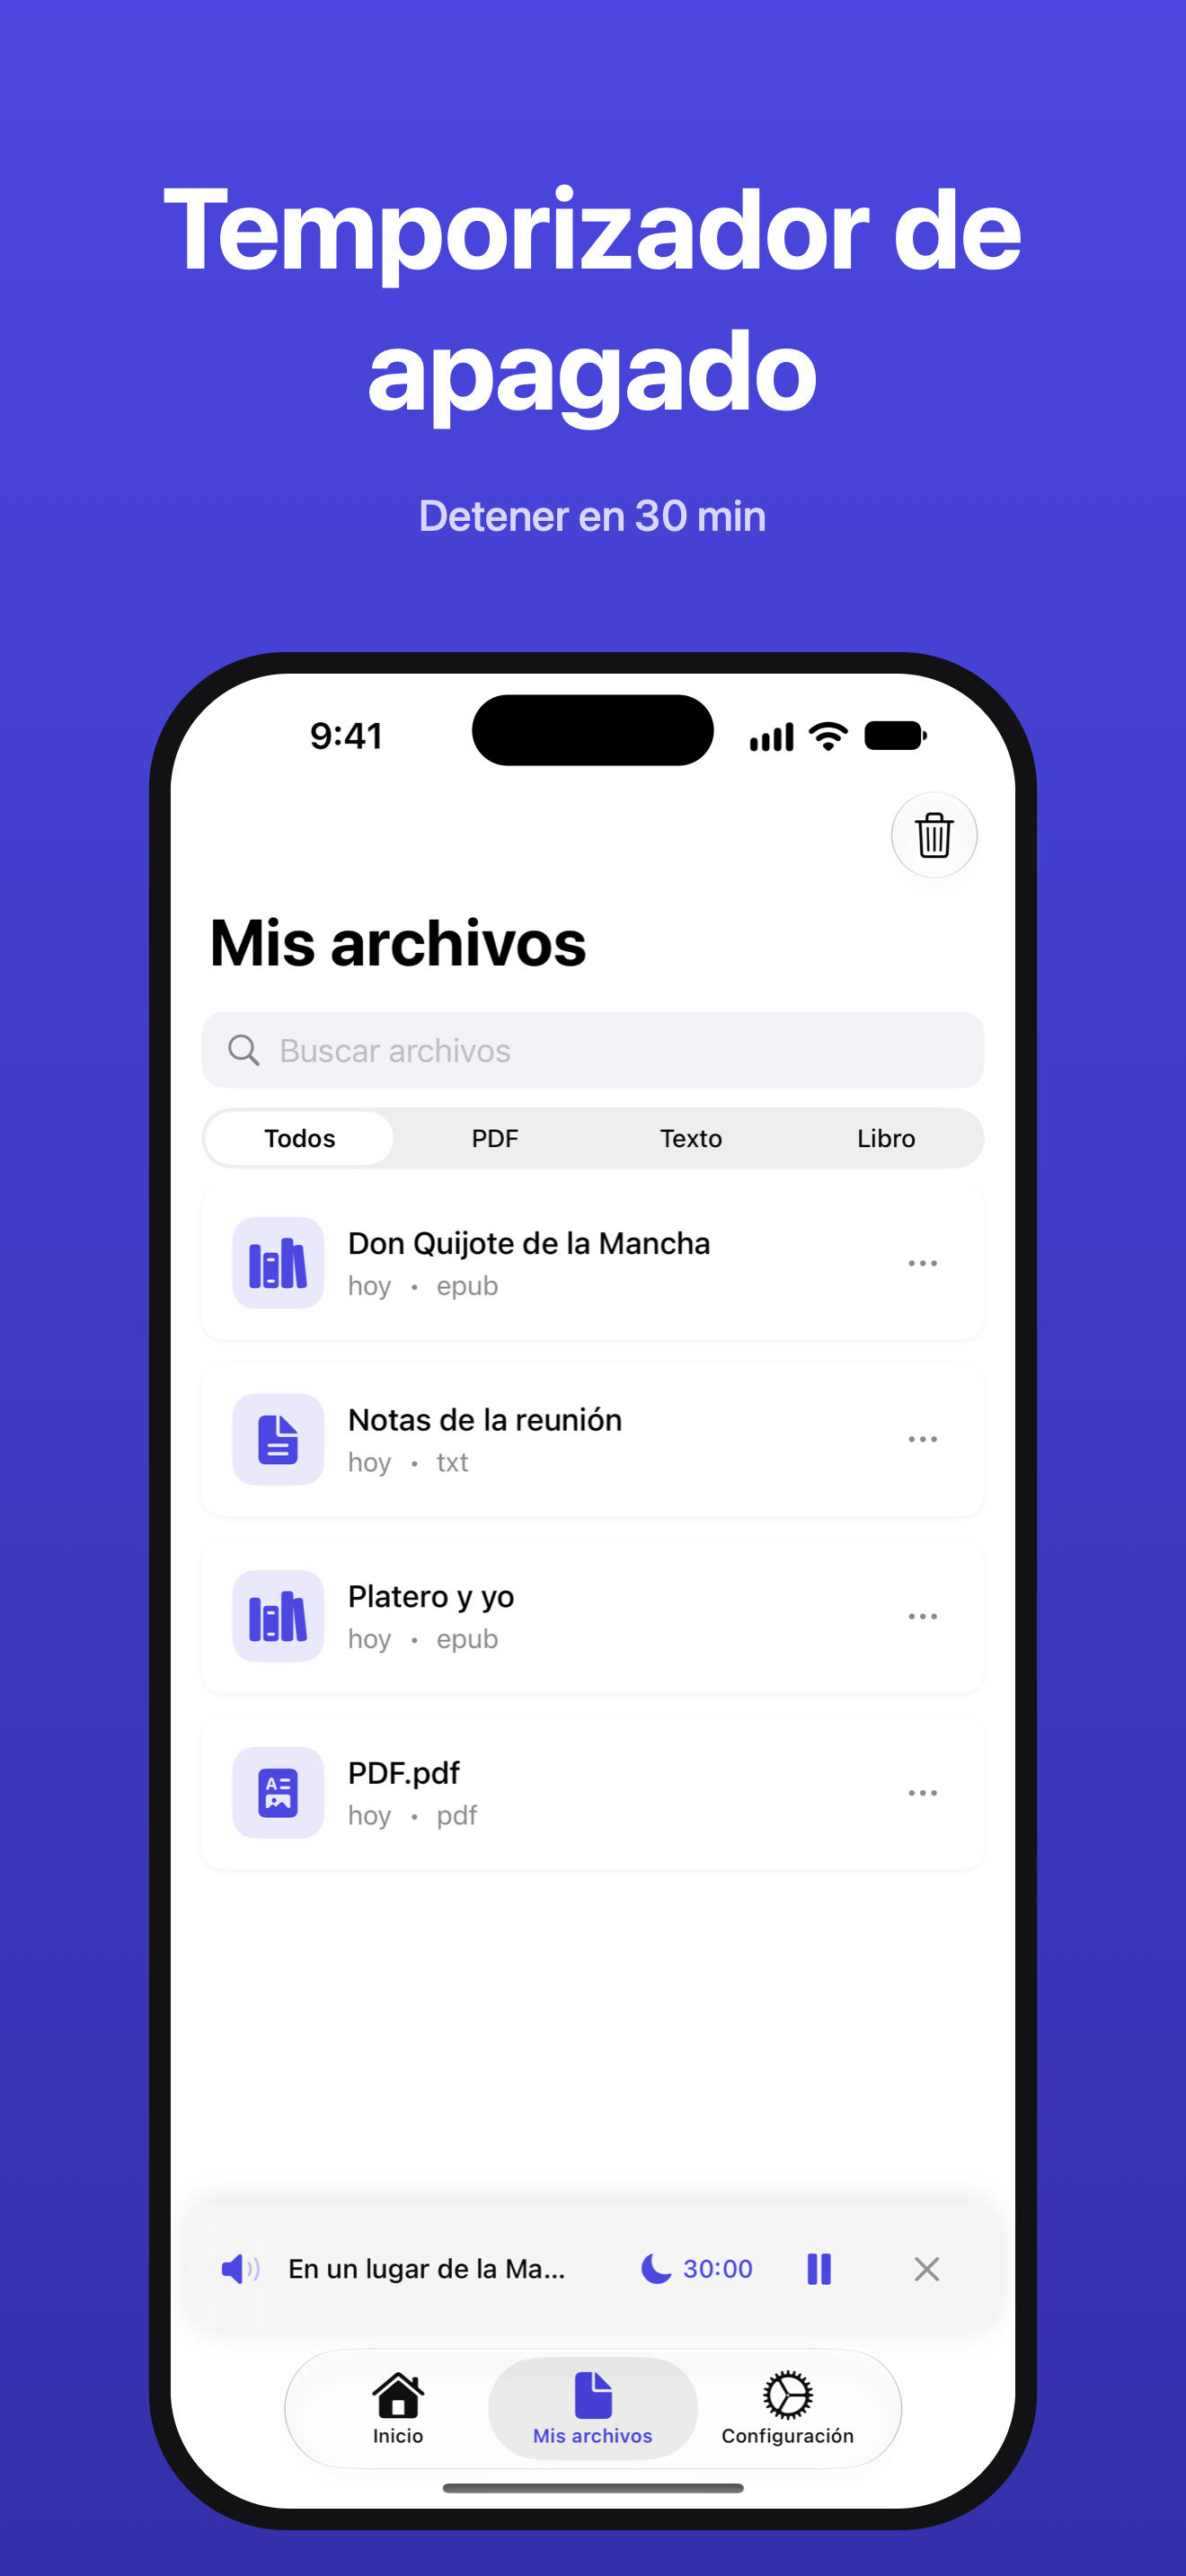 Temporizador de
apagado
Detener en 30 min
9:41
Mis archivos
Buscar archivos
Todos PDF Texto Libro
Don Quijote de la Mancha
hoy • epub
Notas de la reunión
hoy • txt
Platero y yo
hoy • epub
PDF.pdf
hoy • pdf
En un lugar de la Ma... 30:00
Inicio Mis archivos Configuración